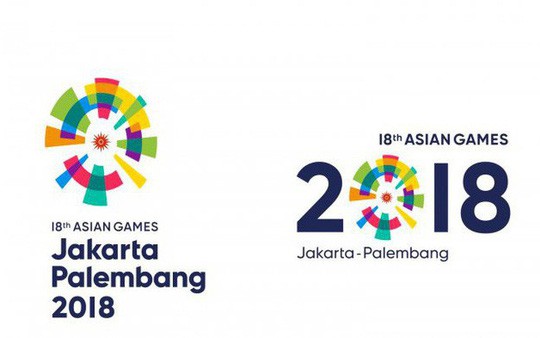 18th ASIAN GAMES
Jakarta
Palembang
2018
18th ASIAN GAMES
2018
Jakarta - Palembang